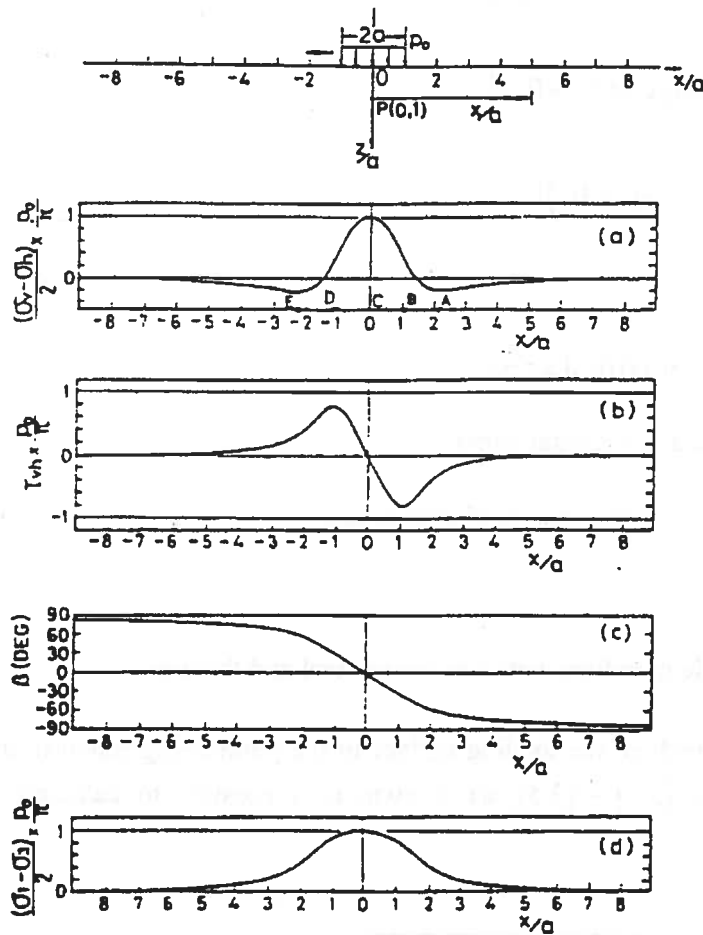 2a
p₀
-8 -6 -4 -2 0 2 4 6 8 x/a
P(0,1) x/a
z/a
(σv-σh)/2 × p₀/π
1
0
(a)
E D C B A
-8 -7 -6 -5 -4 -3 -2 -1 0 1 2 3 4 5 6 7 8
x/a
τvh × p₀/π
1
0
-1
(b)
-8 -7 -6 -5 -4 -3 -2 -1 0 1 2 3 4 5 6 7 8
x/a
β (DEG)
90
60
30
0
-30
-60
-90
(c)
-8 -7 -6 -5 -4 -3 -2 -1 0 1 2 3 4 5 6 7 8
x/a
(σ1-σ3)/2 × p₀/π
1
0
(d)
8 -7 -6 -5 -4 -3 -2 -1 0 1 2 3 4 5 6 7 8
x/a